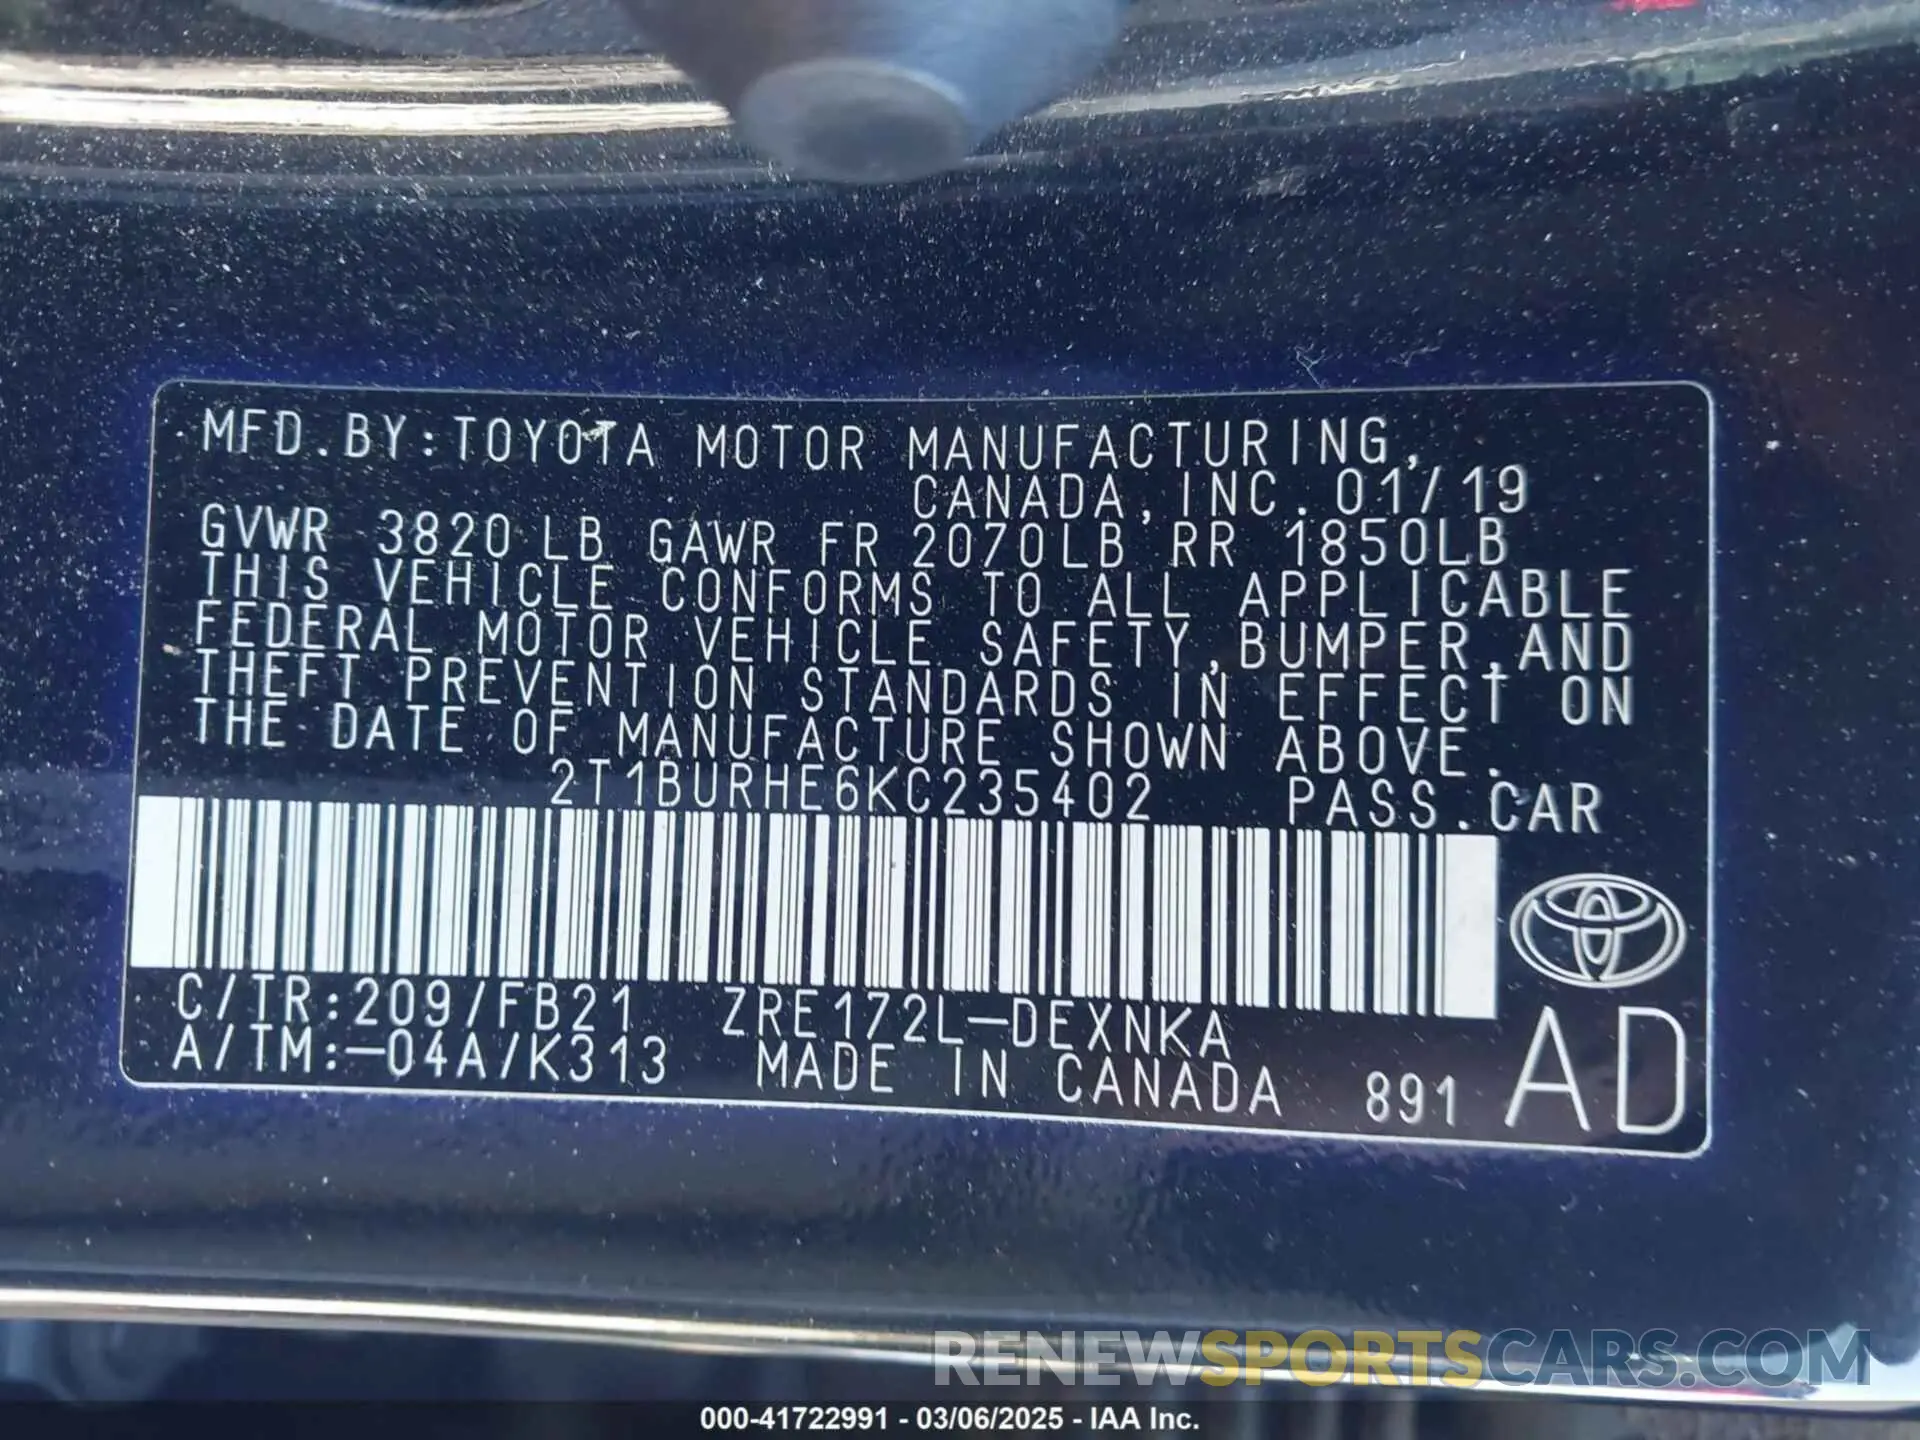 MFD.BY:TOYOTA MOTOR MANUFACTURING,
CANADA,INC.01/19
GVWR 3820 LB GAWR FR 2070LB RR 1850LB
THIS VEHICLE CONFORMS TO ALL APPLICABLE
FEDERAL MOTOR VEHICLE SAFETY,BUMPER,AND
THEFT PREVENTION STANDARDS IN EFFECT ON
THE DATE OF MANUFACTURE SHOWN ABOVE.
2T1BURHE6KC235402 PASS.CAR
C/TR:209/FB21 ZRE172L-DEXNKA
A/TM:-04A/K313 MADE IN CANADA 891 AD
RENEWSPORTSCARS.COM
000-41722991 - 03/06/2025 - IAA Inc.